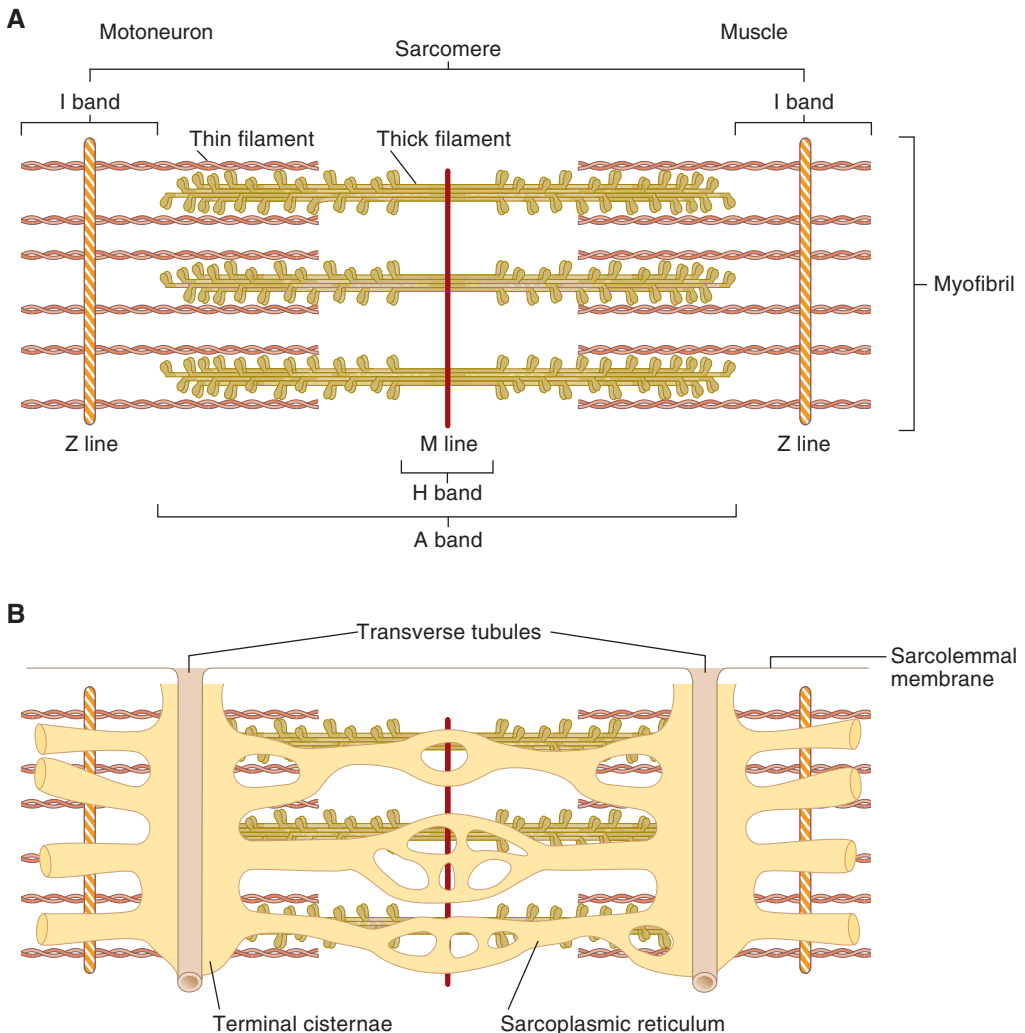 A
Motoneuron
Muscle
Sarcomere
I band
I band
Thin filament
Thick filament
Myofibril
Z line
M line
Z line
H band
A band
B
Transverse tubules
Sarcolemmal
membrane
Terminal cisternae
Sarcoplasmic reticulum